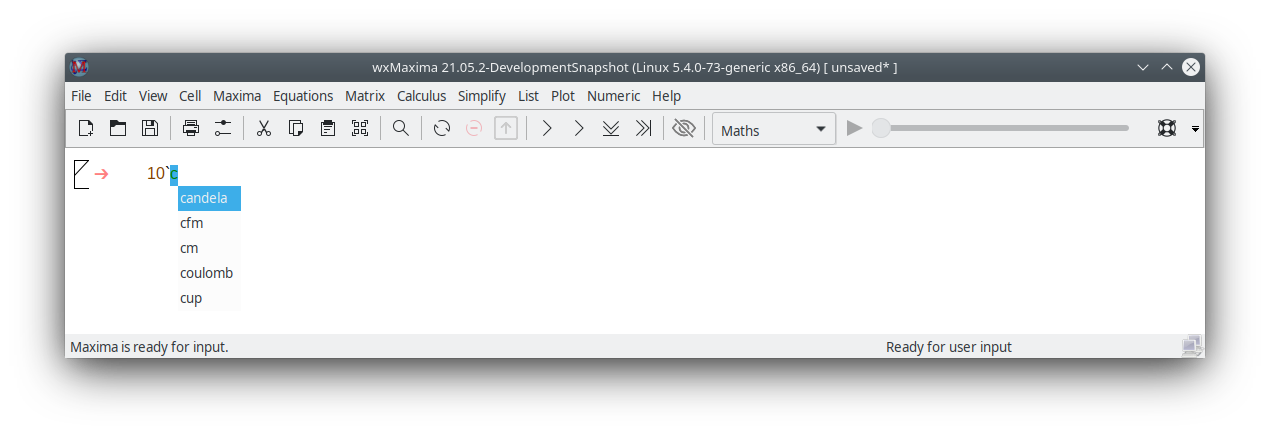 wxMaxima 21.05.2-DevelopmentSnapshot (Linux 5.4.0-73-generic x86_64) [ unsaved* ]
File Edit View Cell Maxima Equations Matrix Calculus Simplify List Plot Numeric Help
Maths
10`c
candela
cfm
cm
coulomb
cup
Maxima is ready for input. Ready for user input